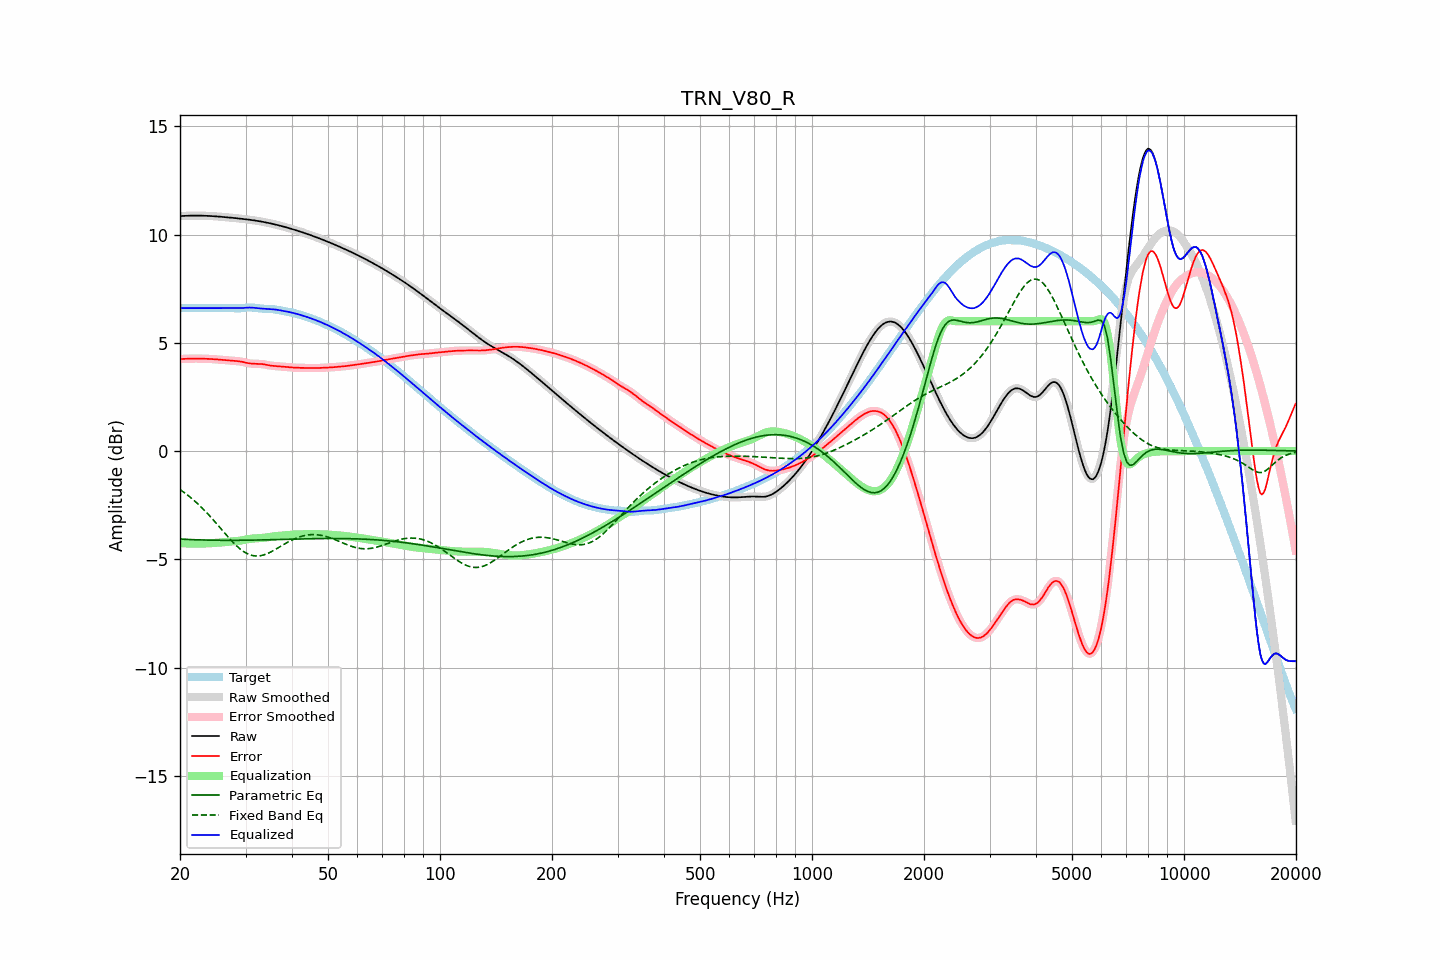 TRN_V80_R
15
10
5
0
−5
−10
−15
Amplitude (dBr)
Target
Raw Smoothed
Error Smoothed
Raw
Error
Equalization
Parametric Eq
Fixed Band Eq
Equalized
20 50 100 200 500 1000 2000 5000 10000 20000
Frequency (Hz)